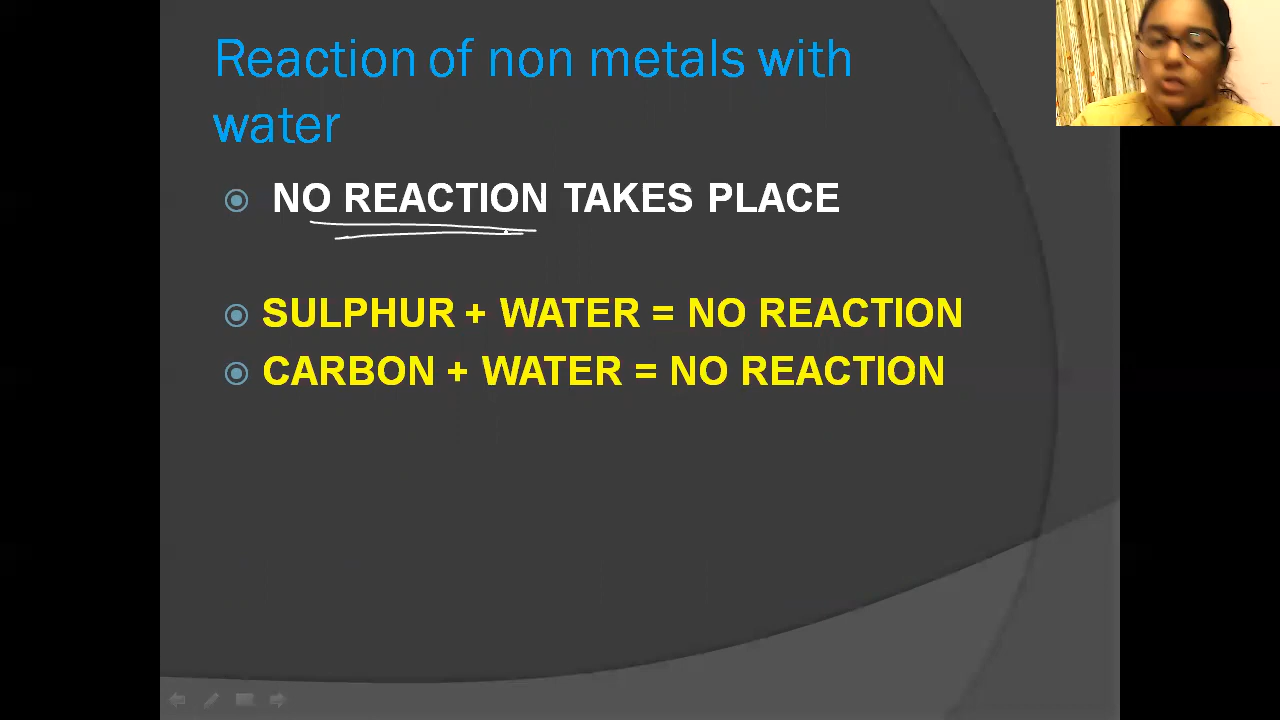 Reaction of non metals with
water
NO REACTION TAKES PLACE
SULPHUR + WATER = NO REACTION
CARBON + WATER = NO REACTION